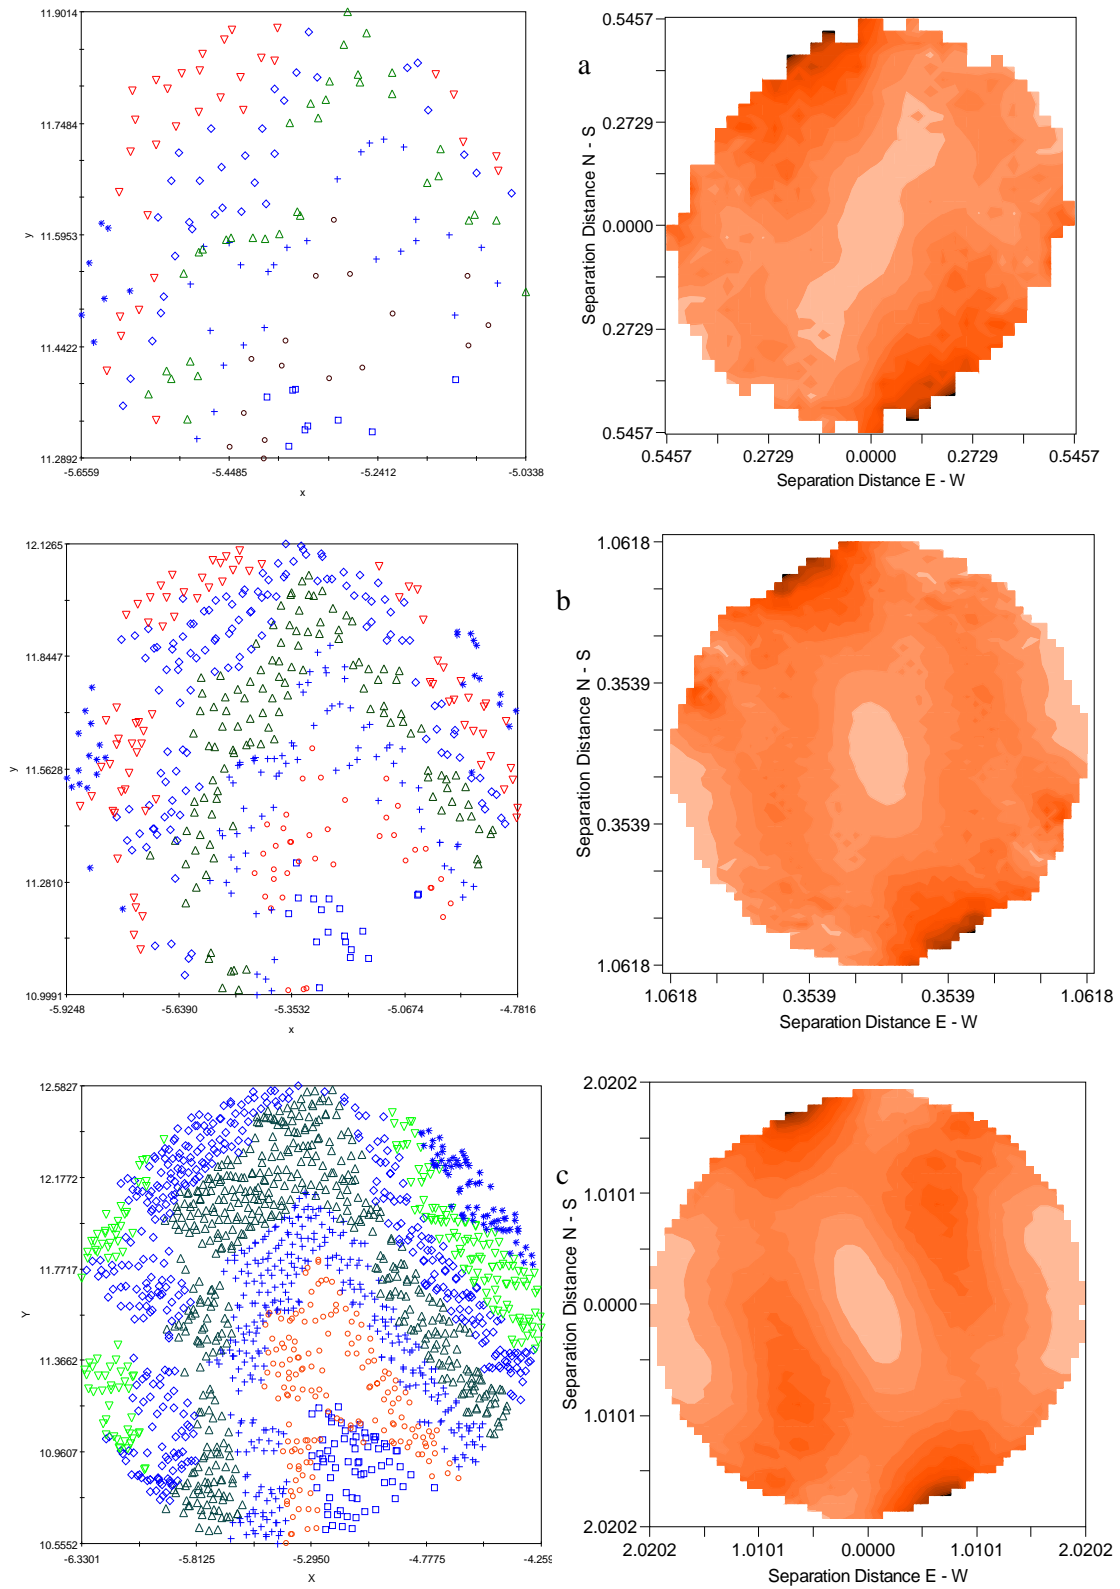 11.9014
11.7484
11.5953
11.4422
11.2892
y
-5.6559 -5.4485 -5.2412 -5.0338
x
a
0.5457
0.2729
0.0000
0.2729
0.5457
Separation Distance N - S
0.5457 0.2729 0.0000 0.2729 0.5457
Separation Distance E - W
12.1265
11.8447
11.5628
11.2810
10.9991
y
-5.9248 -5.6390 -5.3532 -5.0674 -4.7816
x
b
1.0618
0.3539
0.3539
1.0618
Separation Distance N - S
1.0618 0.3539 0.3539 1.0618
Separation Distance E - W
12.5827
12.1772
11.7717
11.3662
10.9607
10.5552
Y
-6.3301 -5.8125 -5.2950 -4.7775 -4.259
X
c
2.0202
1.0101
0.0000
1.0101
2.0202
Separation Distance N - S
2.0202 1.0101 0.0000 1.0101 2.0202
Separation Distance E - W